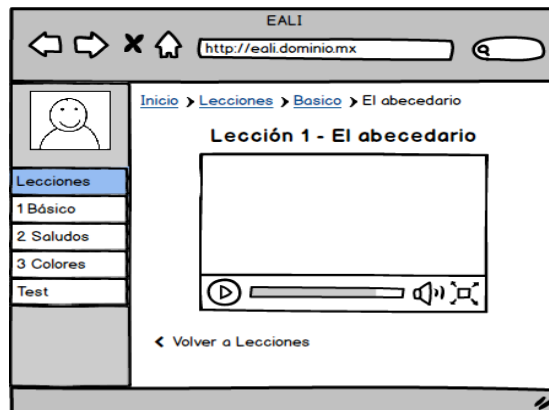 EALI
http://eali.dominio.mx
Inicio > Lecciones > Basico > El abecedario
Lección 1 - El abecedario
Lecciones
1 Básico
2 Saludos
3 Colores
Test
< Volver a Lecciones